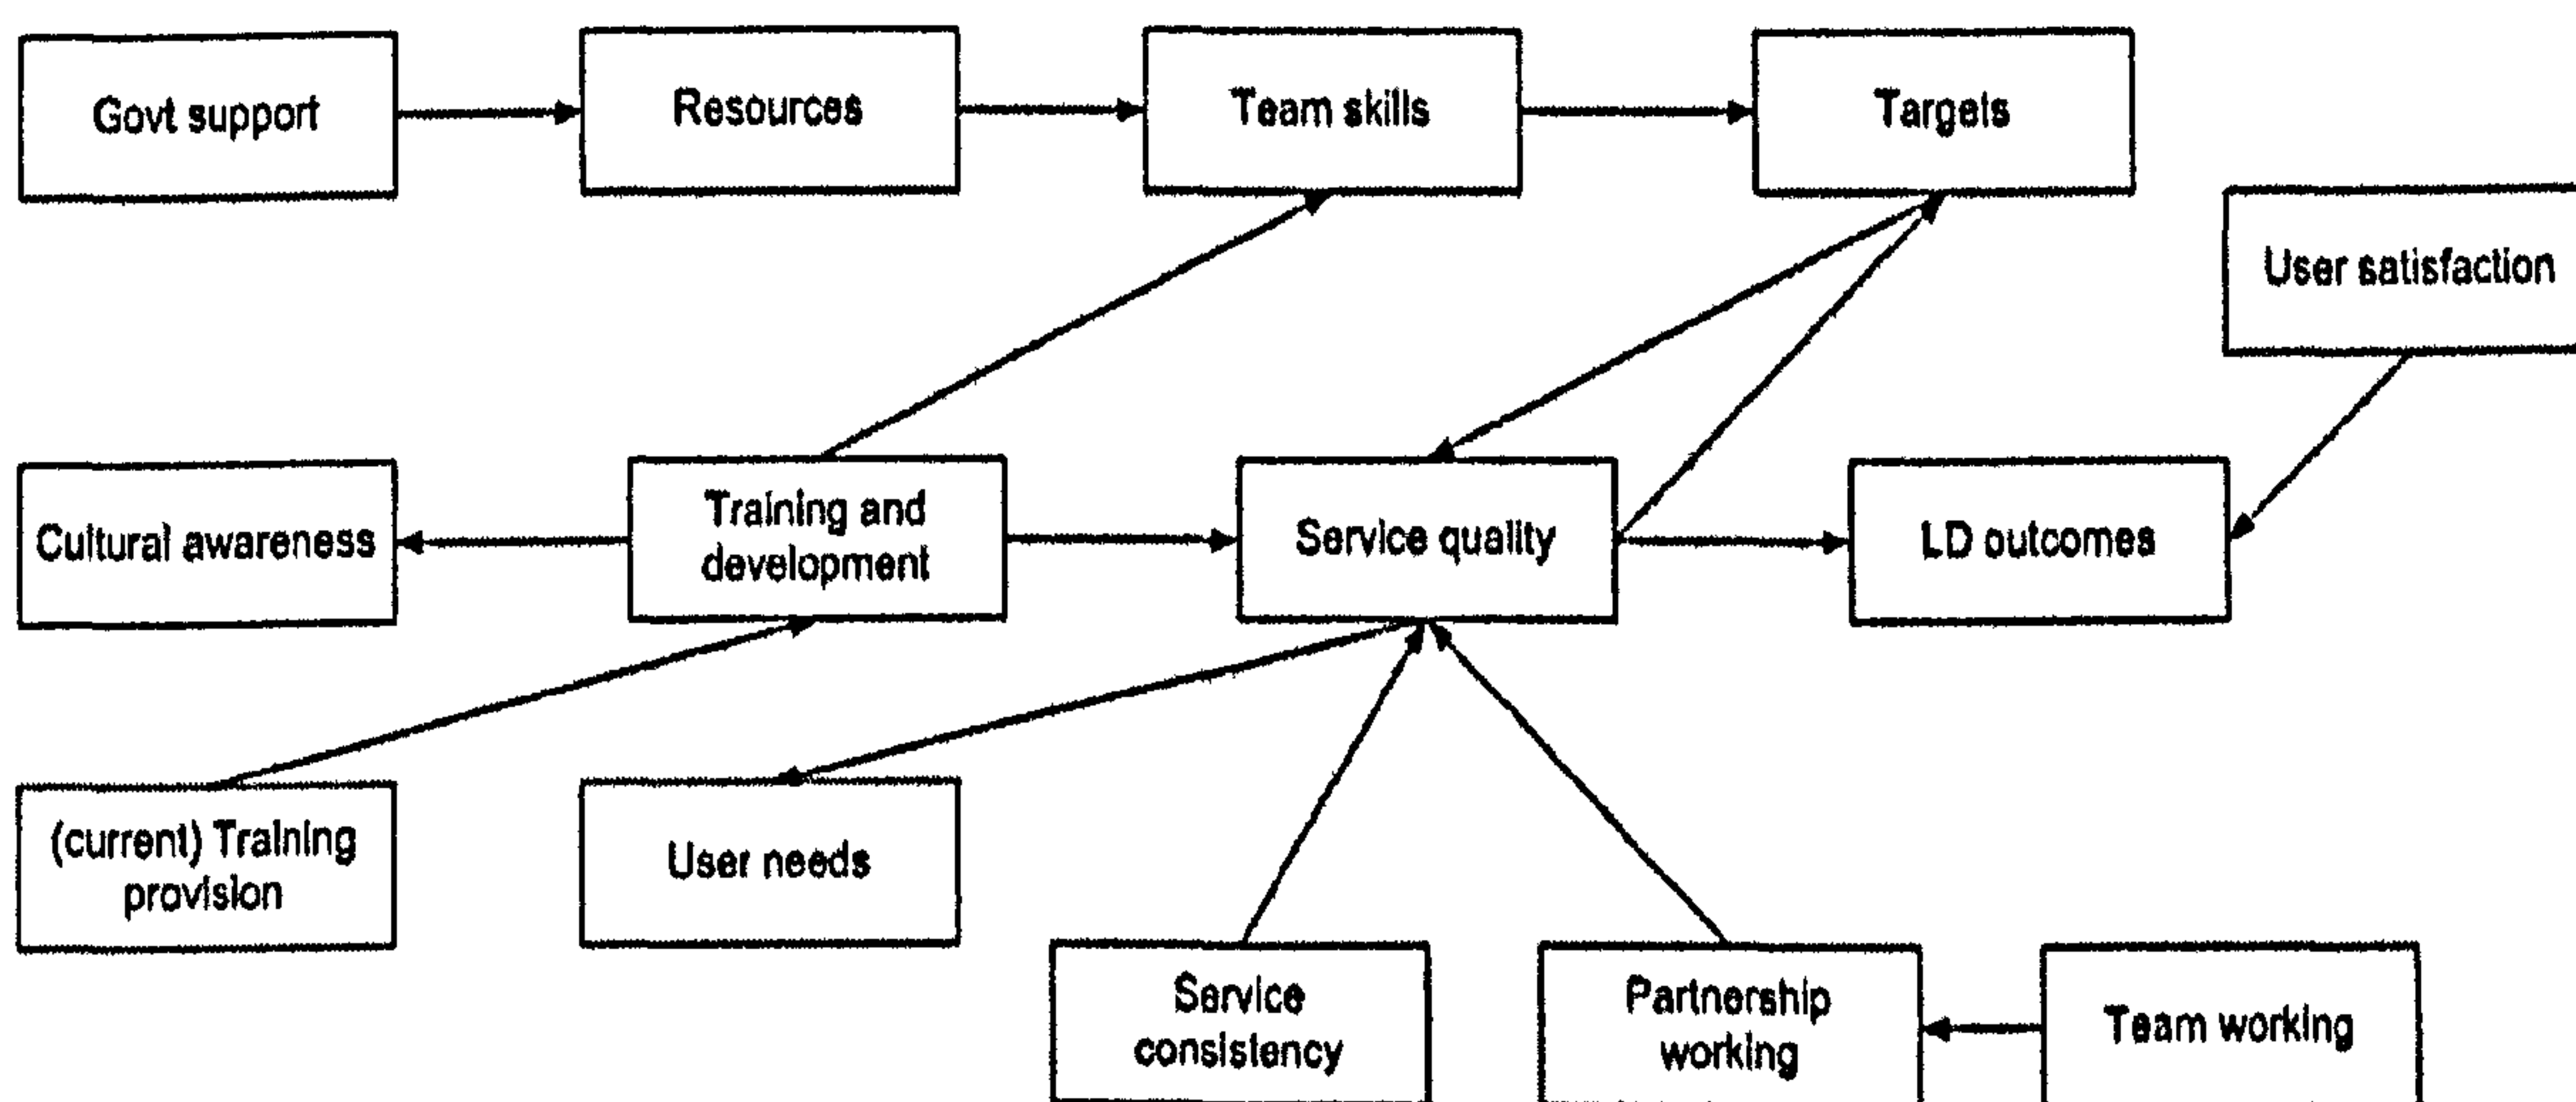 Govt support
Resources
Team skills
Targets
User satisfaction
Cultural awareness
Training and
development
Service quality
LD outcomes
(current) Training
provision
User needs
Service
consistency
Partnership
working
Team working